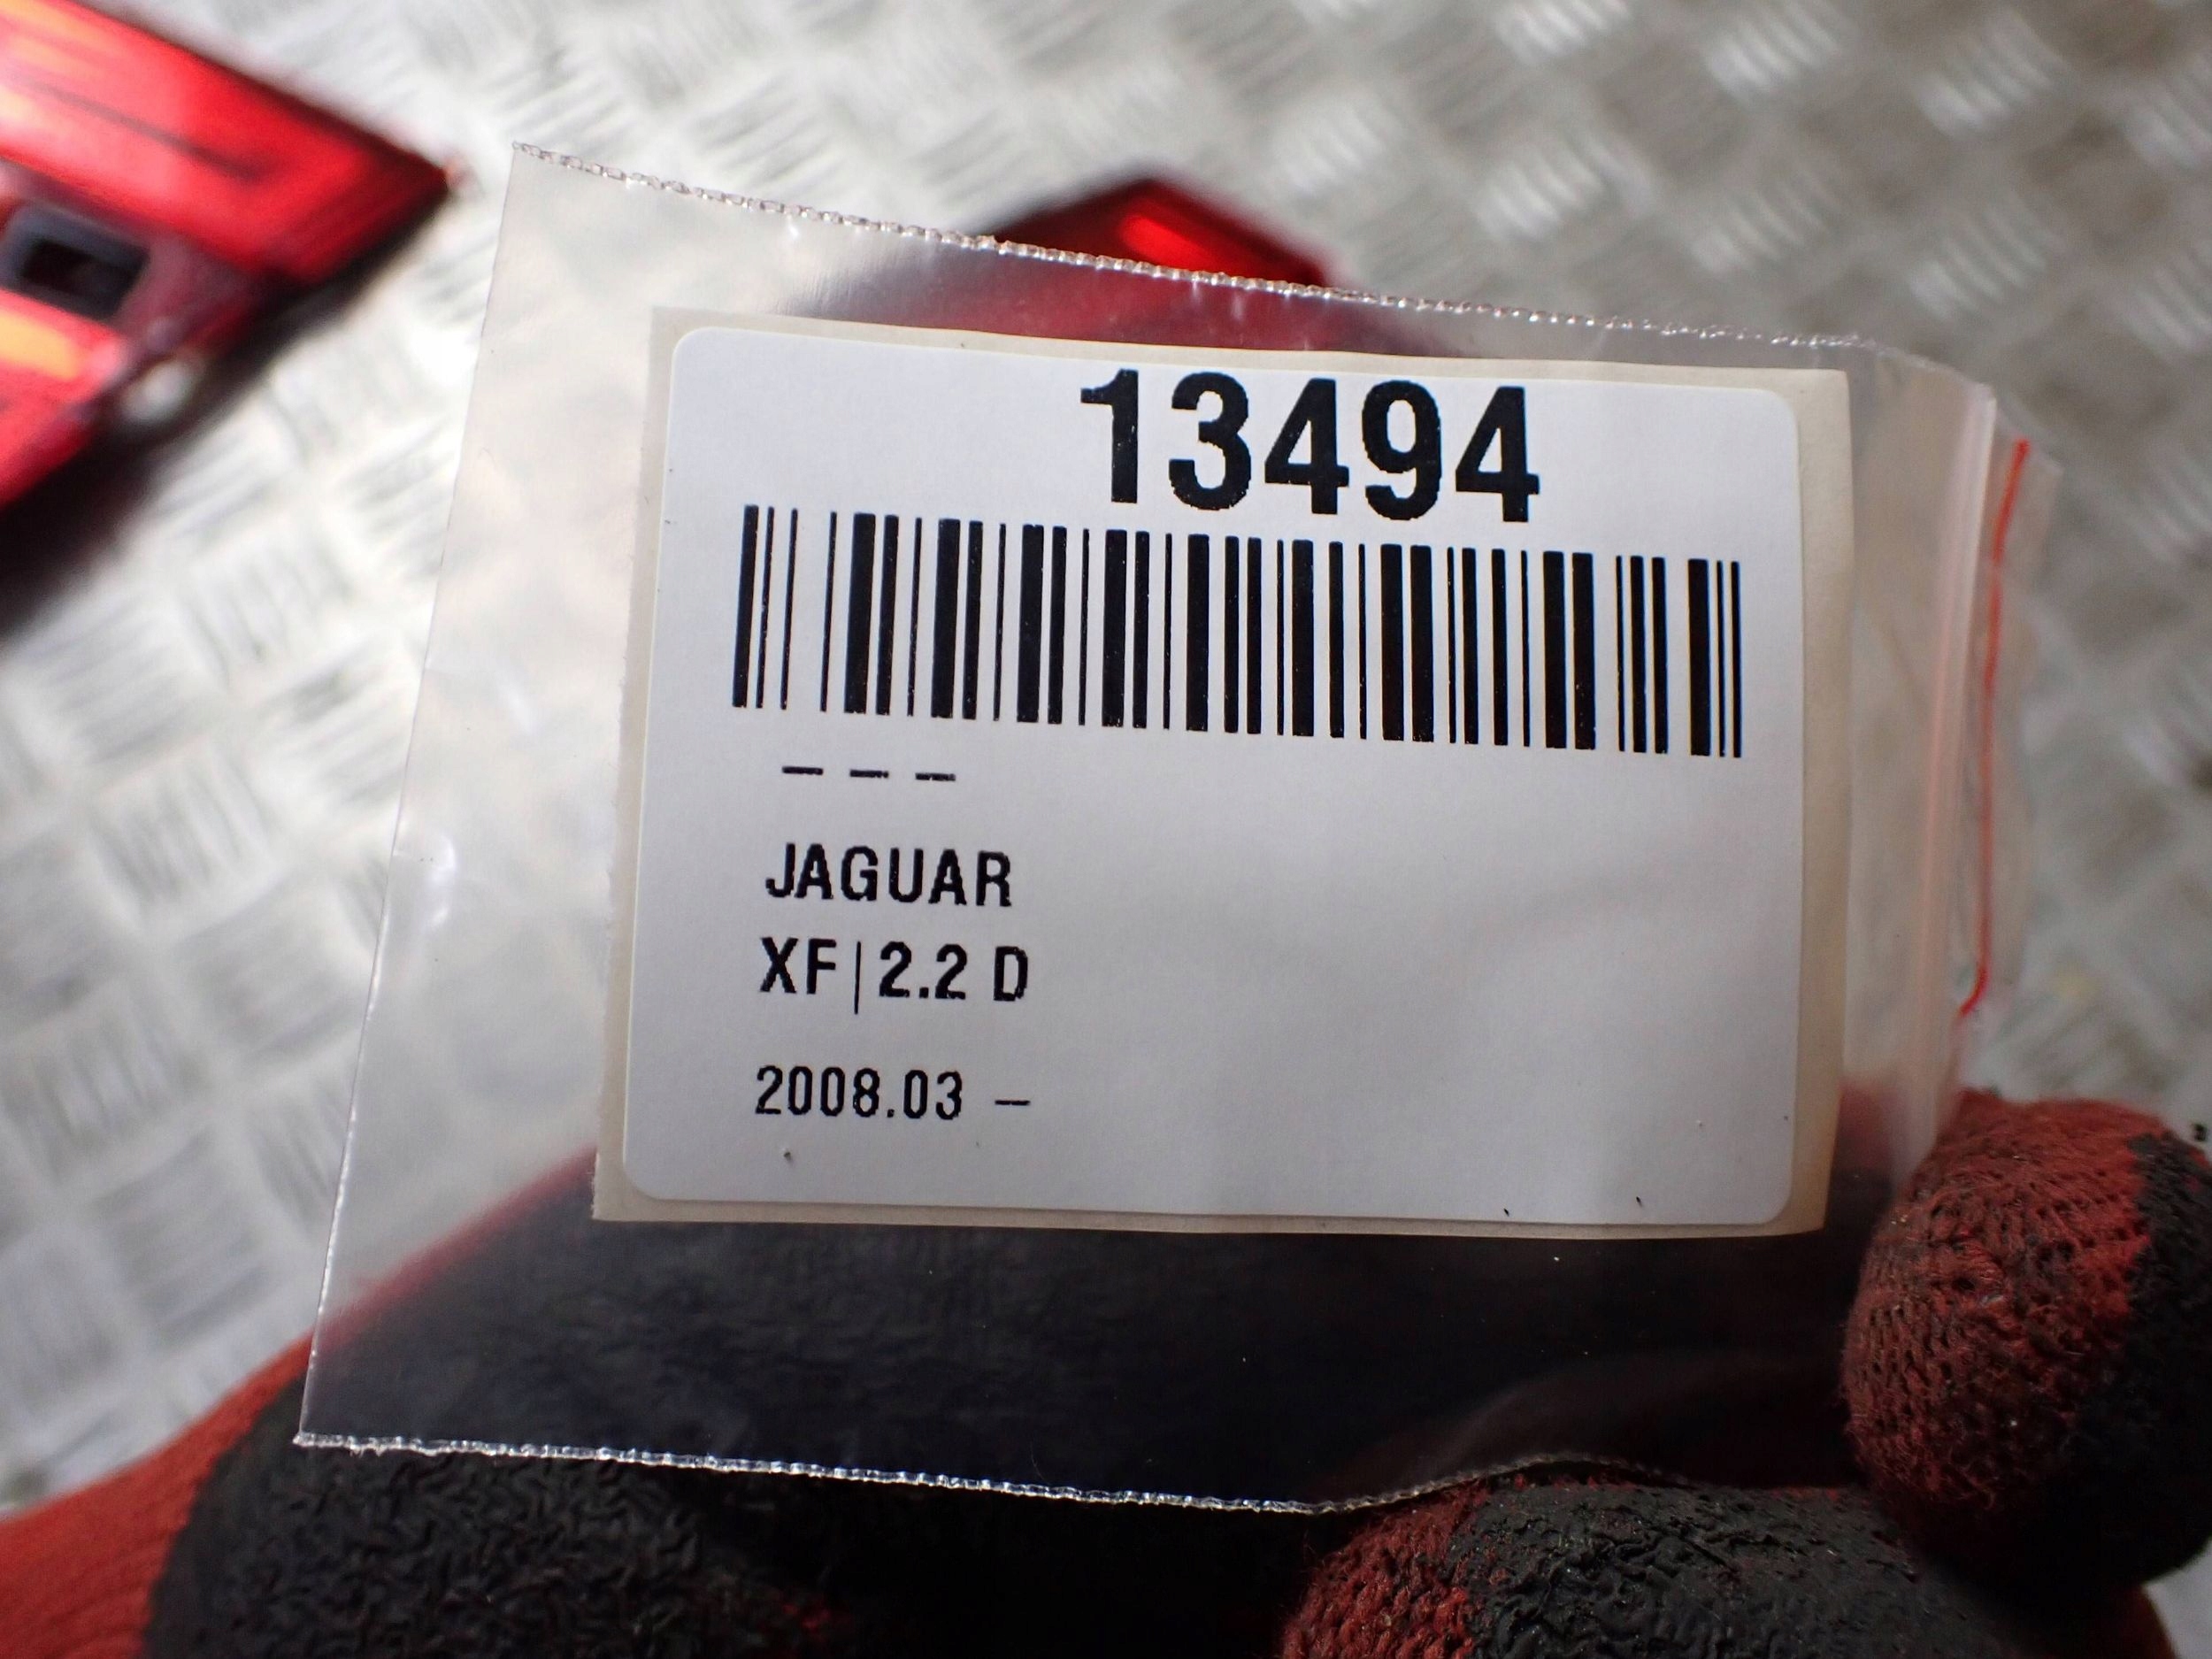 13494
– – –
JAGUAR
XF|2.2 D
2008.03 –